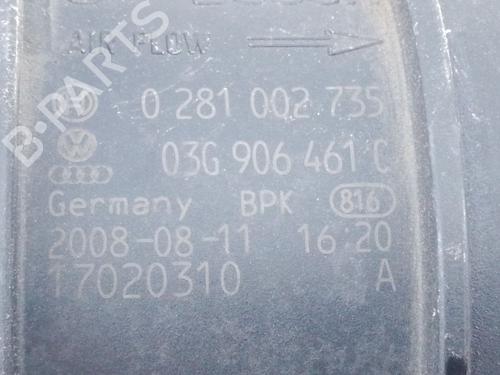 AIR FLOW
B-PARTS
0 281 002 735
03G 906 461 C
Germany BPK 816
2008-08-11 16:20
17020310 A